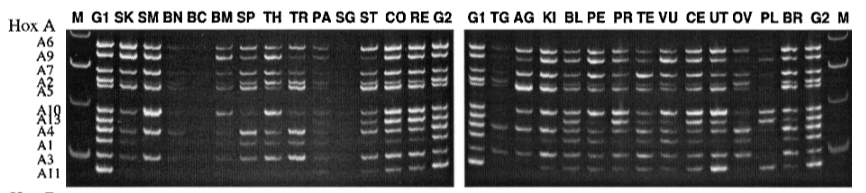 Hox A M G1 SK SM BN BC BM SP TH TR PA SG ST CO RE G2 G1 TG AG KI BL PE PR TE VU CE UT OV PL BR G2 M
A6
A9
A7
A2
A5
A10
A13
A4
A1
A3
A11